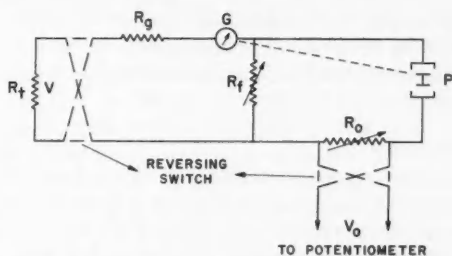 Rg
G
Rt
V
Rf
P
Ro
REVERSING
SWITCH
Vo
TO POTENTIOMETER